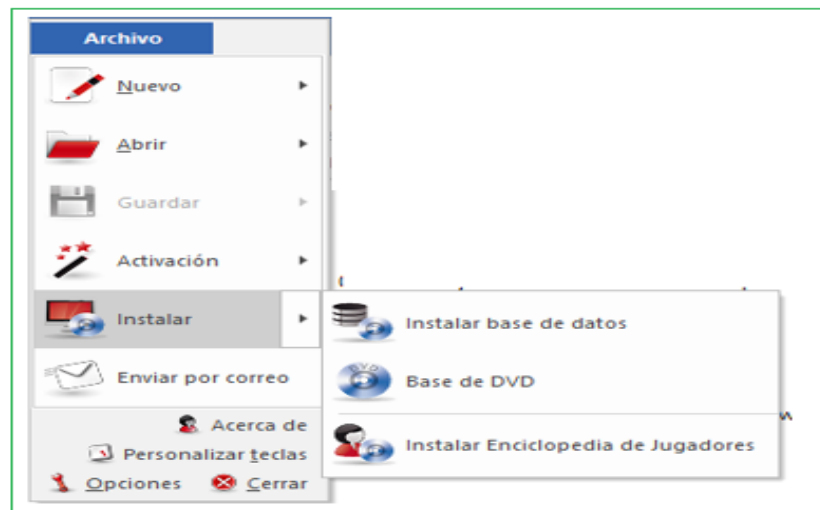 Archivo
Nuevo
Abrir
Guardar
Activación
Instalar
Enviar por correo
Acerca de
Personalizar teclas
Opciones Cerrar
Instalar base de datos
Base de DVD
Instalar Enciclopedia de Jugadores